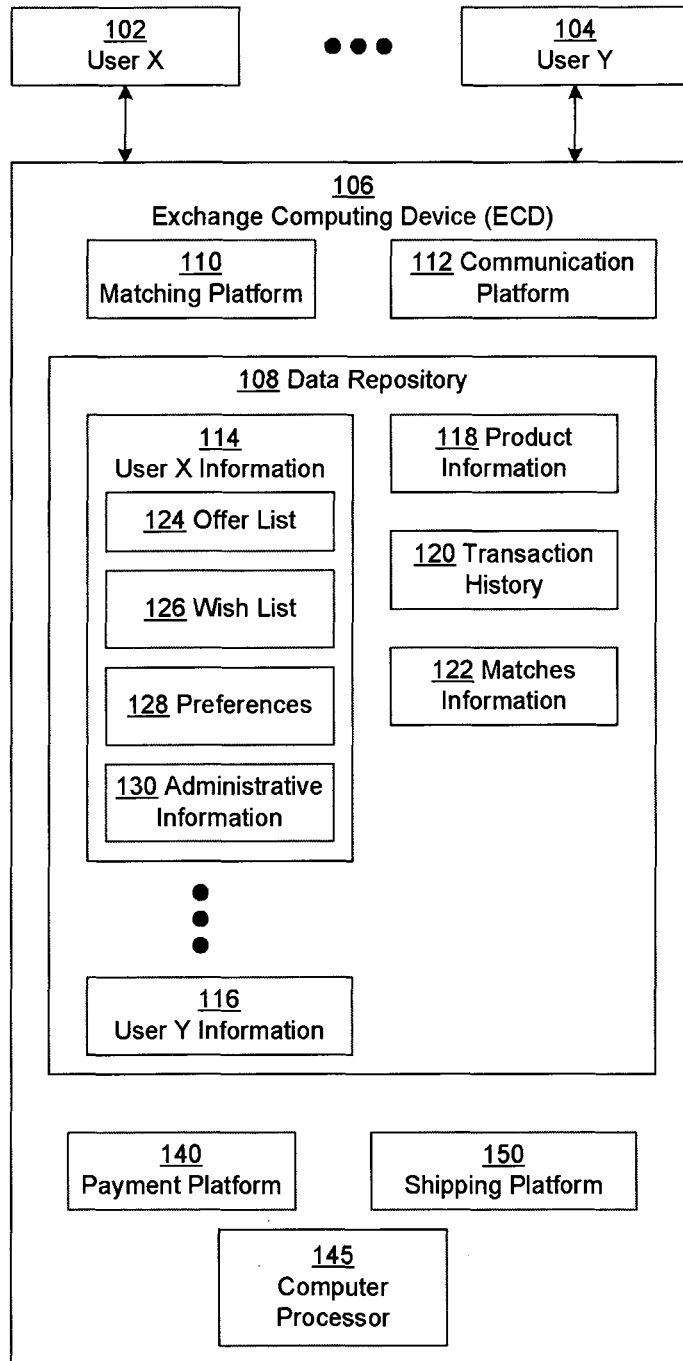 102
User X
104
User Y
106
Exchange Computing Device (ECD)
110
Matching Platform
112 Communication
Platform
108 Data Repository
114
User X Information
124 Offer List
126 Wish List
128 Preferences
130 Administrative
Information
118 Product
Information
120 Transaction
History
122 Matches
Information
116
User Y Information
140
Payment Platform
150
Shipping Platform
145
Computer
Processor